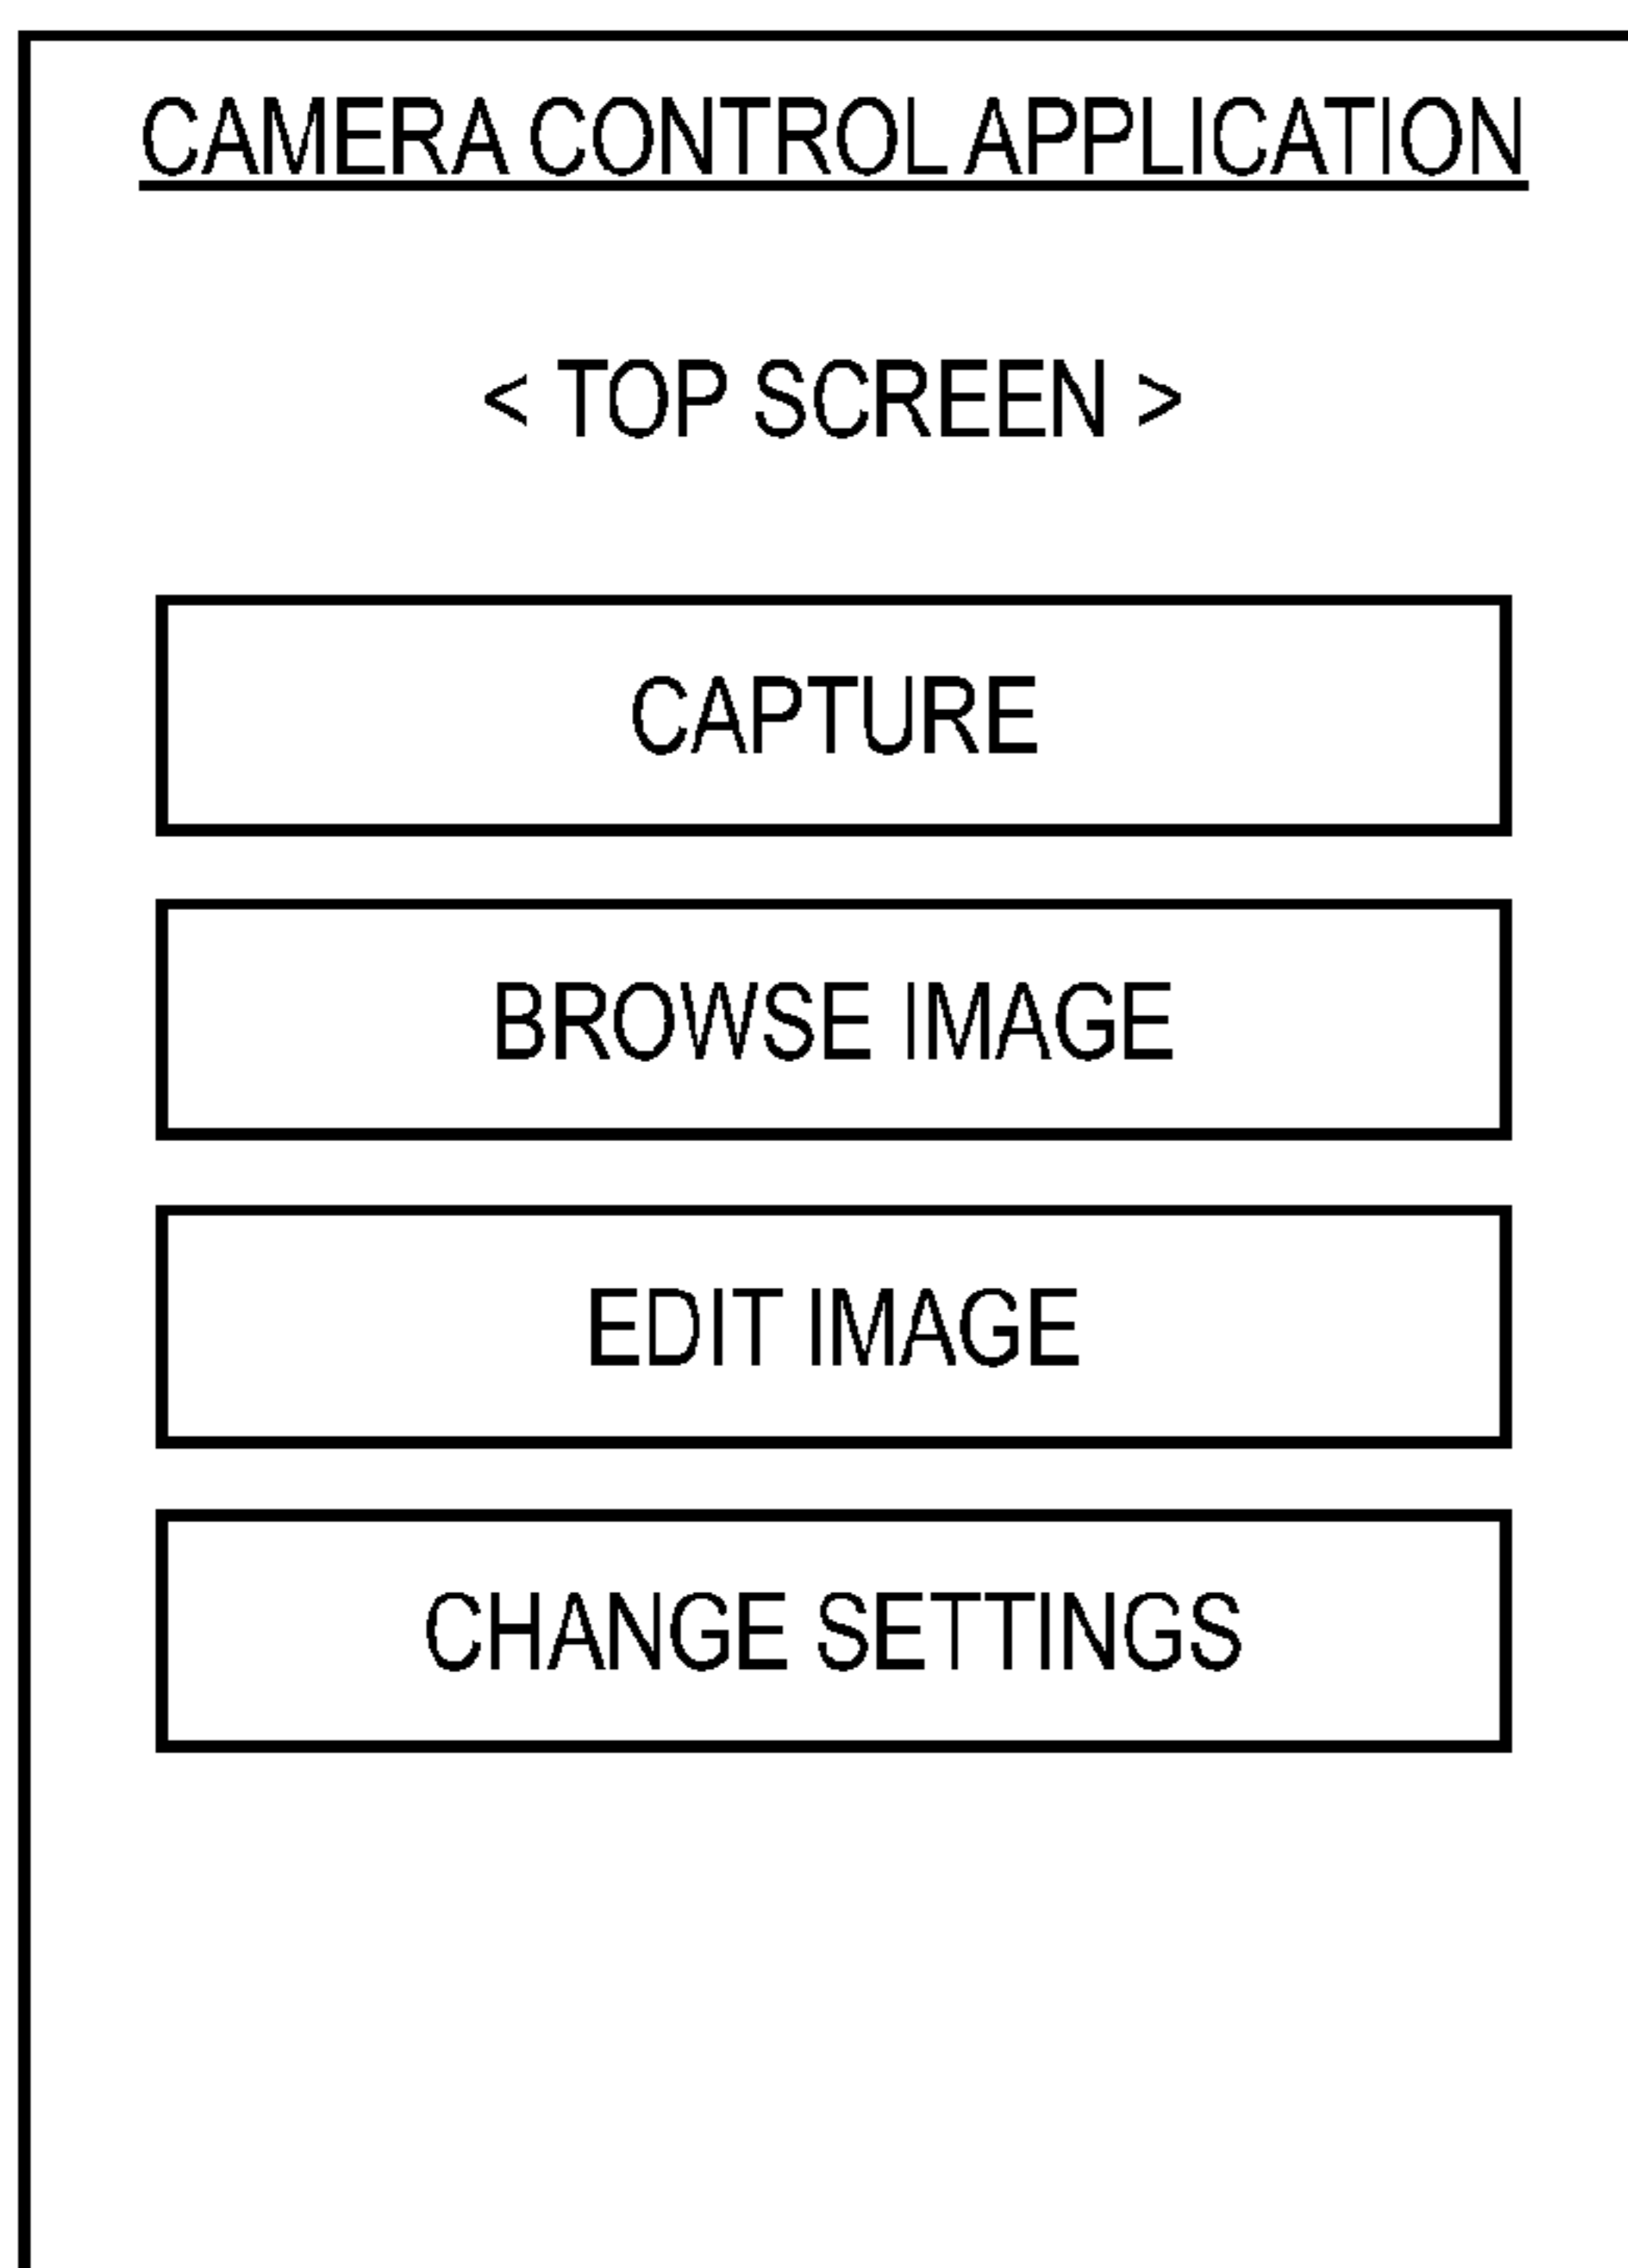 CAMERA CONTROL APPLICATION
< TOP SCREEN >
CAPTURE
BROWSE IMAGE
EDIT IMAGE
CHANGE SETTINGS